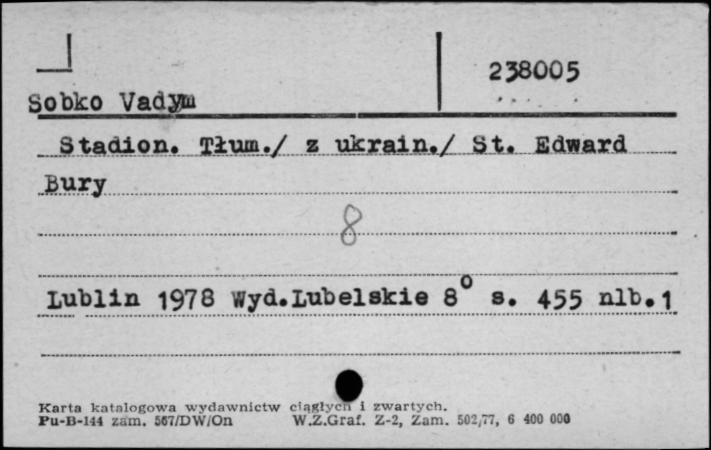 238005
Sobko Vadym
Stadion. Tłum./ z ukrain./ St. Edward
Bury
8
Lublin 1978 Wyd.Lubelskie 8° s. 455 nlb.1
Karta katalogowa wydawnictw ciągłych i zwartych.
Pu-B-144 zam. 567/DW/On W.Z.Graf. Z-2, Zam. 502/77, 6 400 000